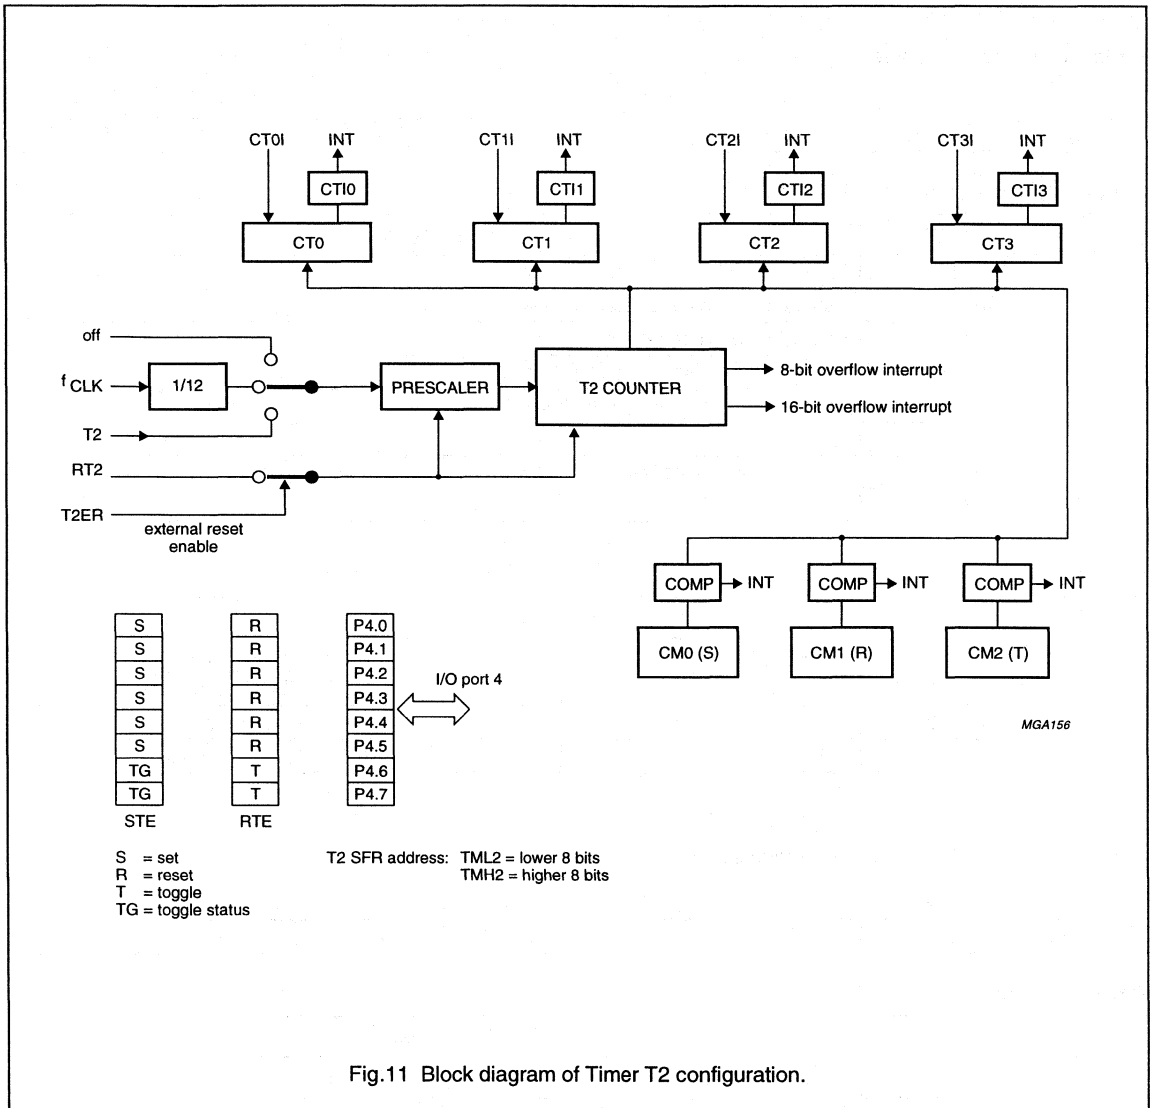 CT0I INT CT1I INT CT2I INT CT3I INT
CTI0 CTI1 CTI2 CTI3
CT0 CT1 CT2 CT3
off
f CLK 1/12 PRESCALER T2 COUNTER 8-bit overflow interrupt
16-bit overflow interrupt
T2
RT2
T2ER
external reset
enable
COMP INT COMP INT COMP INT
CM0 (S) CM1 (R) CM2 (T)
S R P4.0
S R P4.1
S R P4.2
I/O port 4
S R P4.3
S R P4.4
S R P4.5
TG T P4.6
TG T P4.7
STE RTE
MGA156
S = set
R = reset
T = toggle
TG = toggle status
T2 SFR address: TML2 = lower 8 bits
TMH2 = higher 8 bits
Fig.11 Block diagram of Timer T2 configuration.